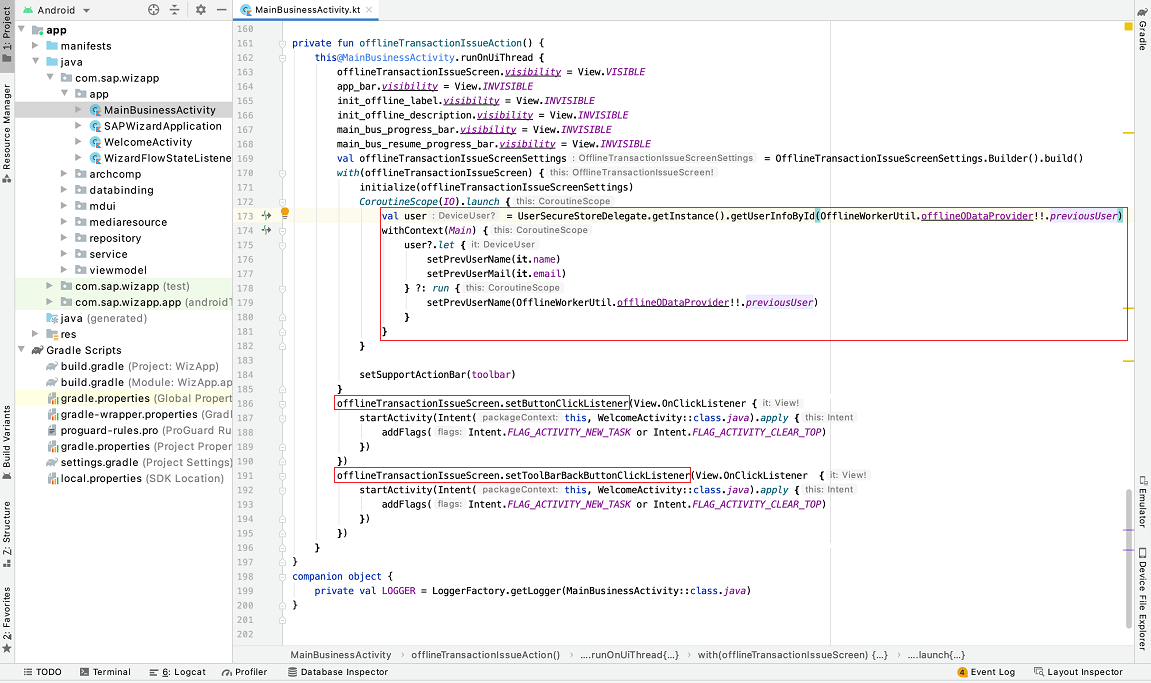 Android
MainBusinessActivity.kt
1: Project
Resource Manager
Build Variants
Z: Structure
2: Favorites
app
manifests
java
com.sap.wizapp
app
MainBusinessActivity
SAPWizardApplication
WelcomeActivity
WizardFlowStateListene
archcomp
databinding
mdui
mediaresource
repository
service
viewmodel
com.sap.wizapp (test)
com.sap.wizapp.app (androidT
java (generated)
res
Gradle Scripts
build.gradle (Project: WizApp)
build.gradle (Module: WizApp.ap
gradle.properties (Global Propert
gradle-wrapper.properties (Grad
proguard-rules.pro (ProGuard Ru
gradle.properties (Project Proper
settings.gradle (Project Settings)
local.properties (SDK Location)
160
161 private fun offlineTransactionIssueAction() {
162 this@MainBusinessActivity.runOnUiThread {
163 offlineTransactionIssueScreen.visibility = View.VISIBLE
164 app_bar.visibility = View.INVISIBLE
165 init_offline_label.visibility = View.INVISIBLE
166 init_offline_description.visibility = View.INVISIBLE
167 main_bus_progress_bar.visibility = View.INVISIBLE
168 main_bus_resume_progress_bar.visibility = View.INVISIBLE
169 val offlineTransactionIssueScreenSettings : OfflineTransactionIssueScreenSettings = OfflineTransactionIssueScreenSettings.Builder().build()
170 with(offlineTransactionIssueScreen) { this: OfflineTransactionIssueScreen!
171 initialize(offlineTransactionIssueScreenSettings)
172 CoroutineScope(IO).launch { this: CoroutineScope
173 val user : DeviceUser? = UserSecureStoreDelegate.getInstance().getUserInfoById(OfflineWorkerUtil.offlineODataProvider!!.previousUser)
174 withContext(Main) { this: CoroutineScope
175 user?.let { it: DeviceUser
176 setPrevUserName(it.name)
177 setPrevUserMail(it.email)
178 } ?: run { this: CoroutineScope
179 setPrevUserName(OfflineWorkerUtil.offlineODataProvider!!.previousUser)
180 }
181 }
182 }
183
184 setSupportActionBar(toolbar)
185 }
186 offlineTransactionIssueScreen.setButtonClickListener(View.OnClickListener { it: View!
187 startActivity(Intent( packageContext: this, WelcomeActivity::class.java).apply { this: Intent
188 addFlags( flags: Intent.FLAG_ACTIVITY_NEW_TASK or Intent.FLAG_ACTIVITY_CLEAR_TOP)
189 })
190 })
191 offlineTransactionIssueScreen.setToolBarBackButtonClickListener(View.OnClickListener { it: View!
192 startActivity(Intent( packageContext: this, WelcomeActivity::class.java).apply { this: Intent
193 addFlags( flags: Intent.FLAG_ACTIVITY_NEW_TASK or Intent.FLAG_ACTIVITY_CLEAR_TOP)
194 })
195 })
196 }
197 }
198 companion object {
199 private val LOGGER = LoggerFactory.getLogger(MainBusinessActivity::class.java)
200 }
201
202
MainBusinessActivity › offlineTransactionIssueAction() › ....runOnUiThread{...} › with(offlineTransactionIssueScreen) {...} › ....launch{...}
Gradle
Emulator
Device File Explorer
TODO Terminal 6: Logcat Profiler Database Inspector 4 Event Log Layout Inspector